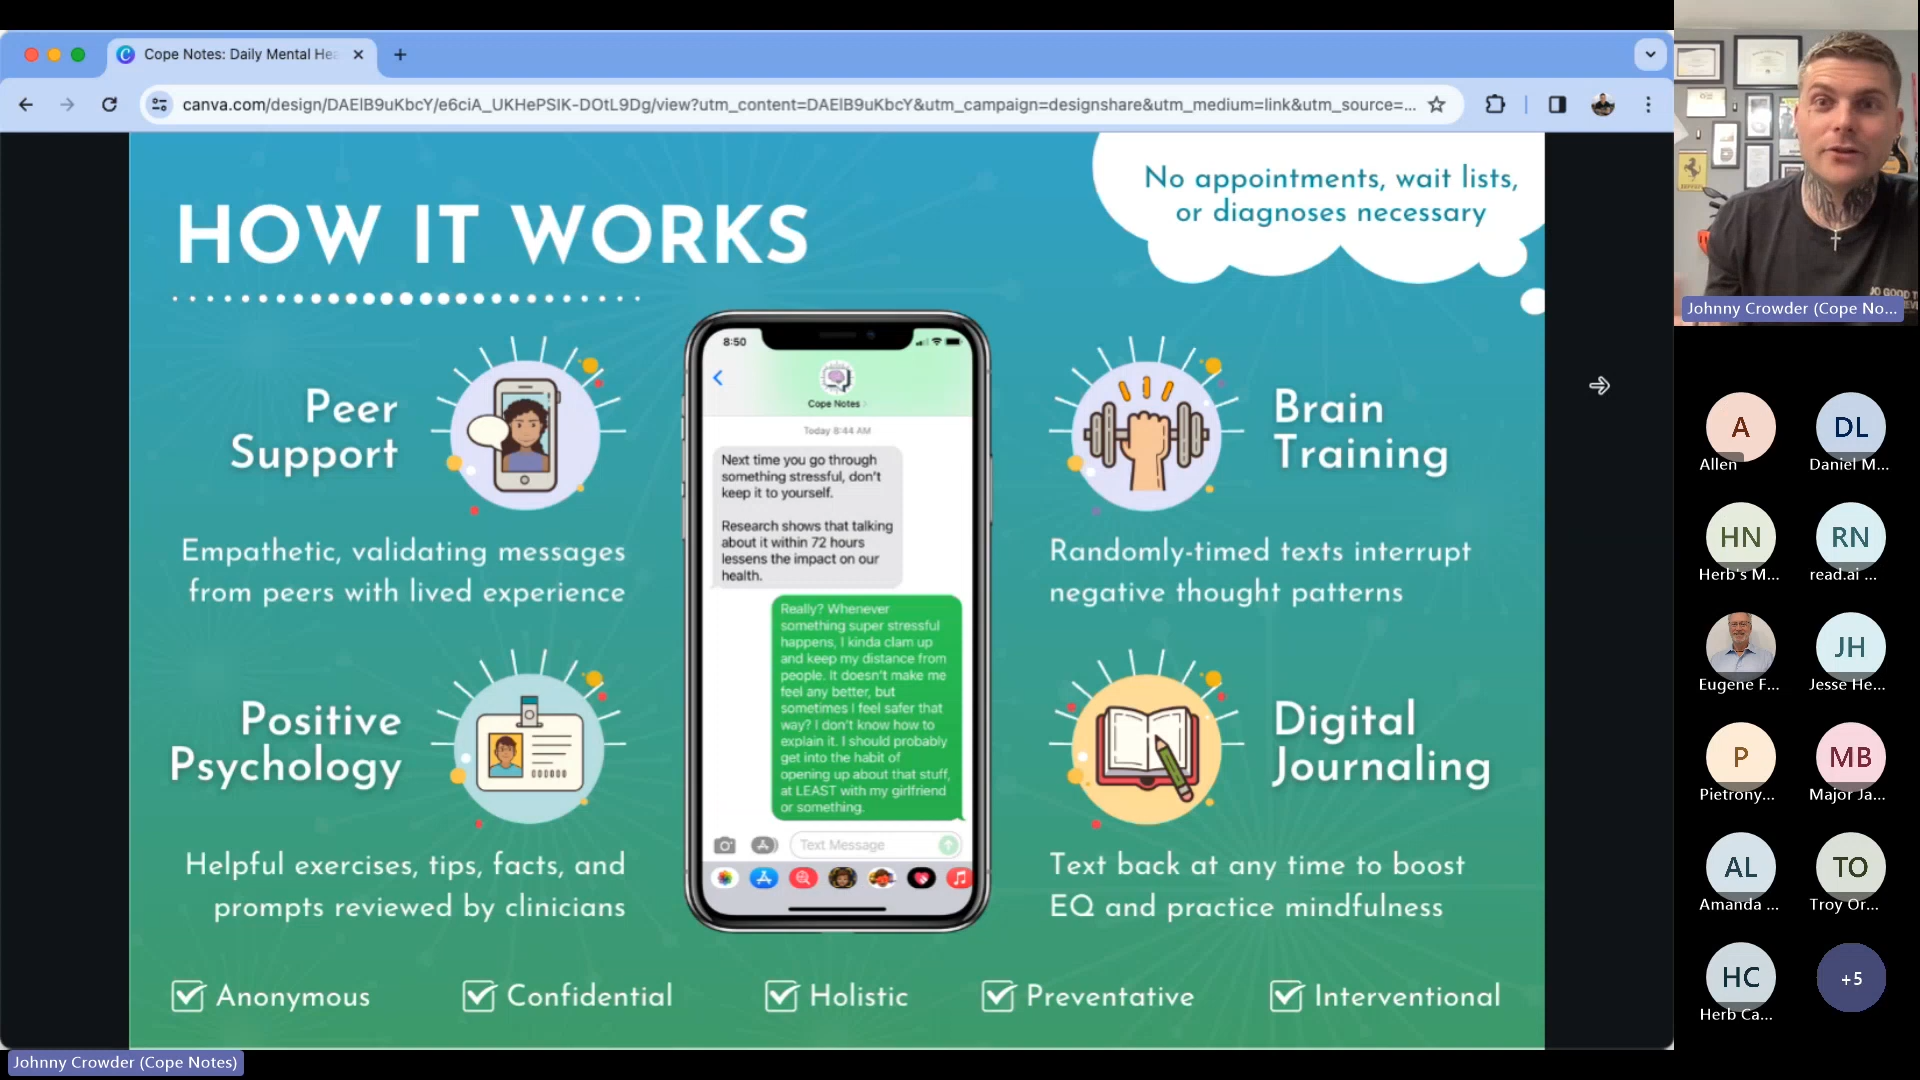 Cope Notes: Daily Mental Hea
canva.com/design/DAElB9uKbcY/e6ciA_UKHePSIK-DOtL9Dg/view?utm_content=DAElB9uKbcY&utm_campaign=designshare&utm_medium=link&utm_source=...
No appointments, wait lists,
or diagnoses necessary
HOW IT WORKS
Peer
Support
Empathetic, validating messages
from peers with lived experience
Positive
Psychology
Helpful exercises, tips, facts, and
prompts reviewed by clinicians
8:50
Cope Notes
Today 8:44 AM
Next time you go through
something stressful, don't
keep it to yourself.
Research shows that talking
about it within 72 hours
lessens the impact on our
health.
Really? Whenever
something super stressful
happens, I kinda clam up
and keep my distance from
people. It doesn't make me
feel any better, but
sometimes I feel safer that
way? I don't know how to
explain it. I should probably
get into the habit of
opening up about that stuff,
at LEAST with my girlfriend
or something.
Text Message
Brain
Training
Randomly-timed texts interrupt
negative thought patterns
Digital
Journaling
Text back at any time to boost
EQ and practice mindfulness
Anonymous
Confidential
Holistic
Preventative
Interventional
Johnny Crowder (Cope Notes)
Johnny Crowder (Cope No...
A
Allen
DL
Daniel M...
HN
Herb's M...
RN
read.ai ...
Eugene F...
JH
Jesse He...
P
Pietrony...
MB
Major Ja...
AL
Amanda ...
TO
Troy Or...
HC
Herb Ca...
+5